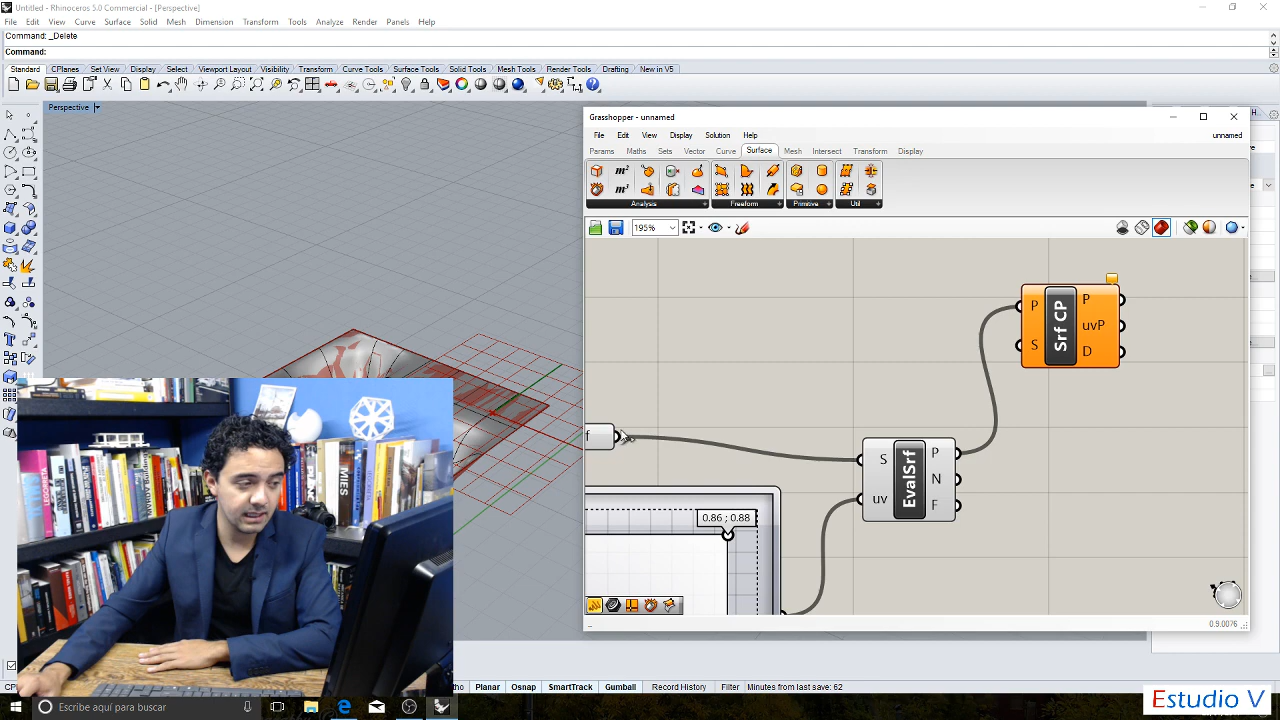 Untitled - Rhinoceros 5.0 Commercial - [Perspective]
File Edit View Curve Surface Solid Mesh Dimension Transform Tools Analyze Render Panels Help
Command: _Delete
Command:
Standard CPlanes Set View Display Select Viewport Layout Visibility Transform Curve Tools Surface Tools Solid Tools Mesh Tools Render Tools Drafting New in V5
Perspective
Grasshopper - unnamed
File Edit View Display Solution Help unnamed
Params Maths Sets Vector Curve Surface Mesh Intersect Transform Display
m²
m³
Analysis Freeform Primitive Util
195%
P Srf CP P
uvP
S D
f
S EvalSrf P
N
uv F
0.86 ; 0.88
MIES
0.9.0076
Planar Osnap SmartTrack Gumball Record History Filter Minutes from last save: 62
Escribe aquí para buscar
Estudio V